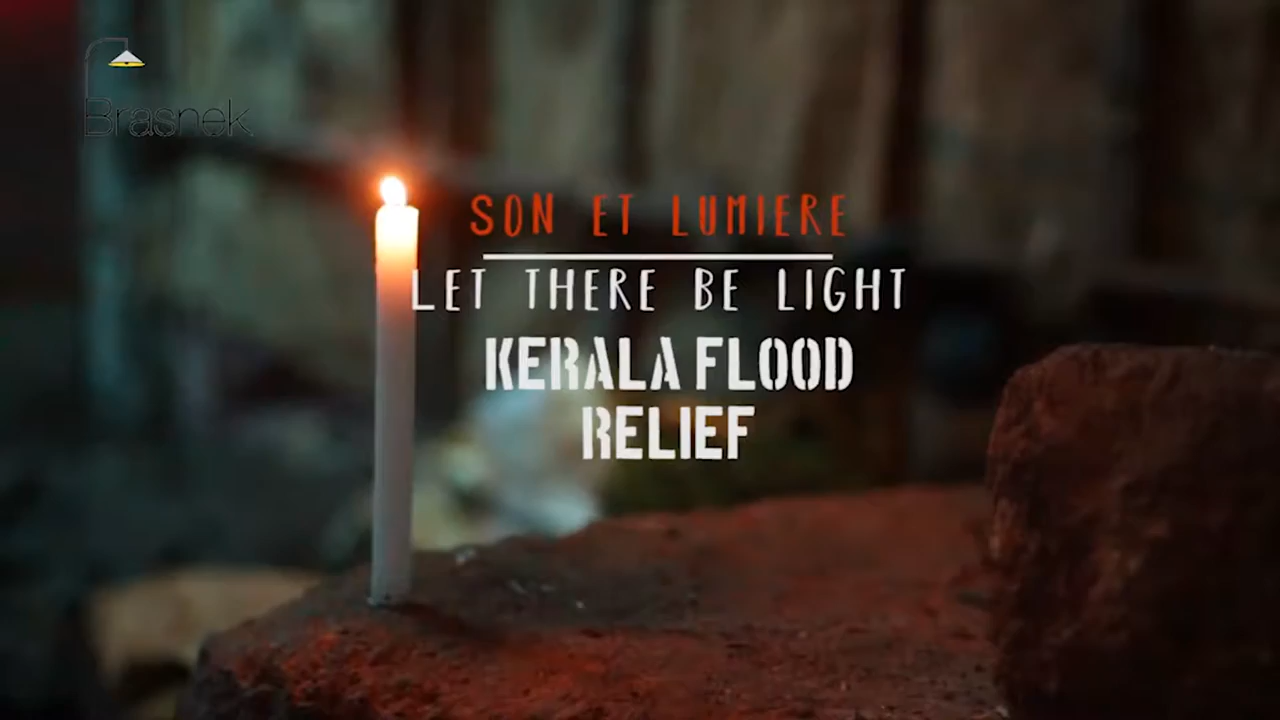 Brasnek
SON ET LUMIERE
LET THERE BE LIGHT
KERALA FLOOD
RELIEF